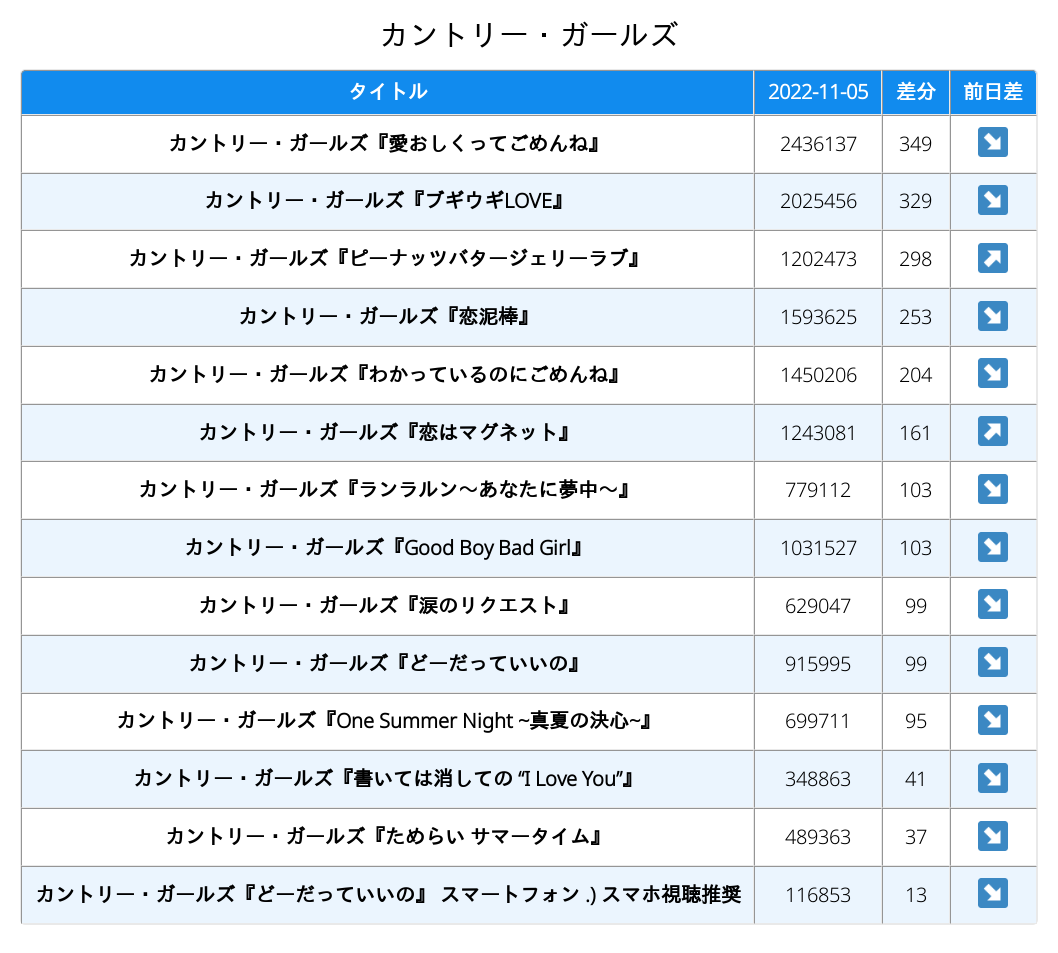 カントリー・ガールズ
タイトル 2022-11-05 差分 前日差
カントリー・ガールズ『愛おしくってごめんね』 2436137 349
カントリー・ガールズ『ブギウギLOVE』 2025456 329
カントリー・ガールズ『ピーナッツバタージェリーラブ』 1202473 298
カントリー・ガールズ『恋泥棒』 1593625 253
カントリー・ガールズ『わかっているのにごめんね』 1450206 204
カントリー・ガールズ『恋はマグネット』 1243081 161
カントリー・ガールズ『ランラルン～あなたに夢中～』 779112 103
カントリー・ガールズ『Good Boy Bad Girl』 1031527 103
カントリー・ガールズ『涙のリクエスト』 629047 99
カントリー・ガールズ『どーだっていいの』 915995 99
カントリー・ガールズ『One Summer Night ~真夏の決心~』 699711 95
カントリー・ガールズ『書いては消しての “I Love You”』 348863 41
カントリー・ガールズ『ためらい サマータイム』 489363 37
カントリー・ガールズ『どーだっていいの』 スマートフォン .) スマホ視聴推奨 116853 13